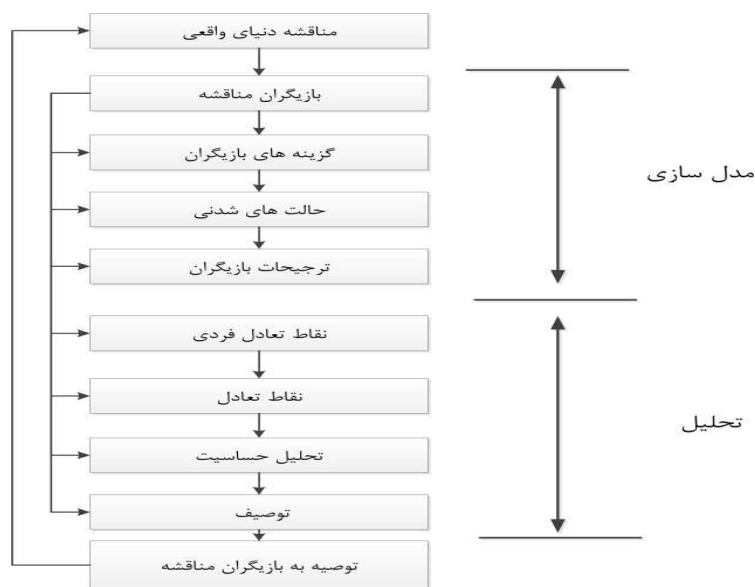 مناقشه دنیای واقعی
بازیگران مناقشه
گزینه های بازیگران
حالت های شدنی
ترجیحات بازیگران
مدل سازی
نقاط تعادل فردی
نقاط تعادل
تحلیل حساسیت
توصیف
توصیه به بازیگران مناقشه
تحلیل